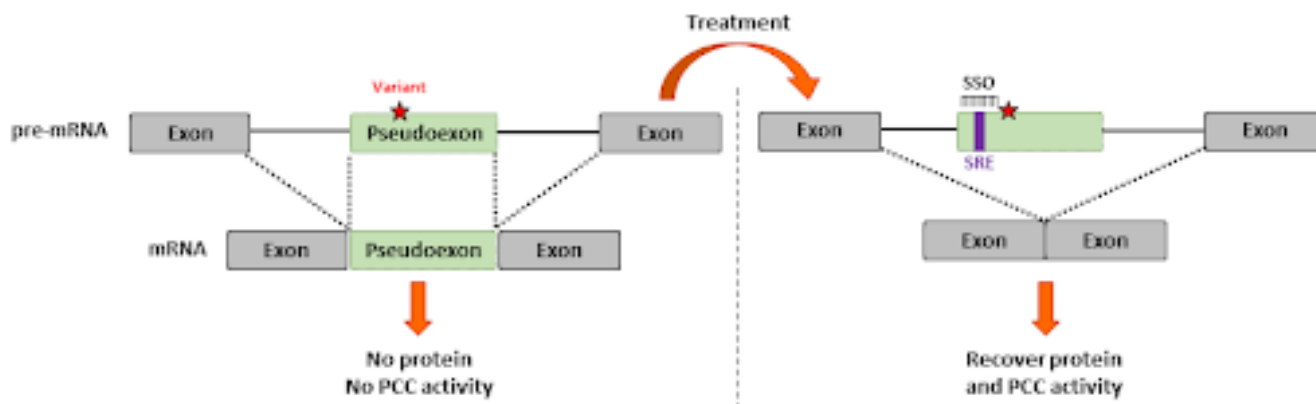 Treatment
Variant
SSO
pre-mRNA
Exon
Pseudoexon
Exon
Exon
Exon
SRE
mRNA
Exon
Pseudoexon
Exon
Exon
Exon
No protein
No PCC activity
Recover protein
and PCC activity